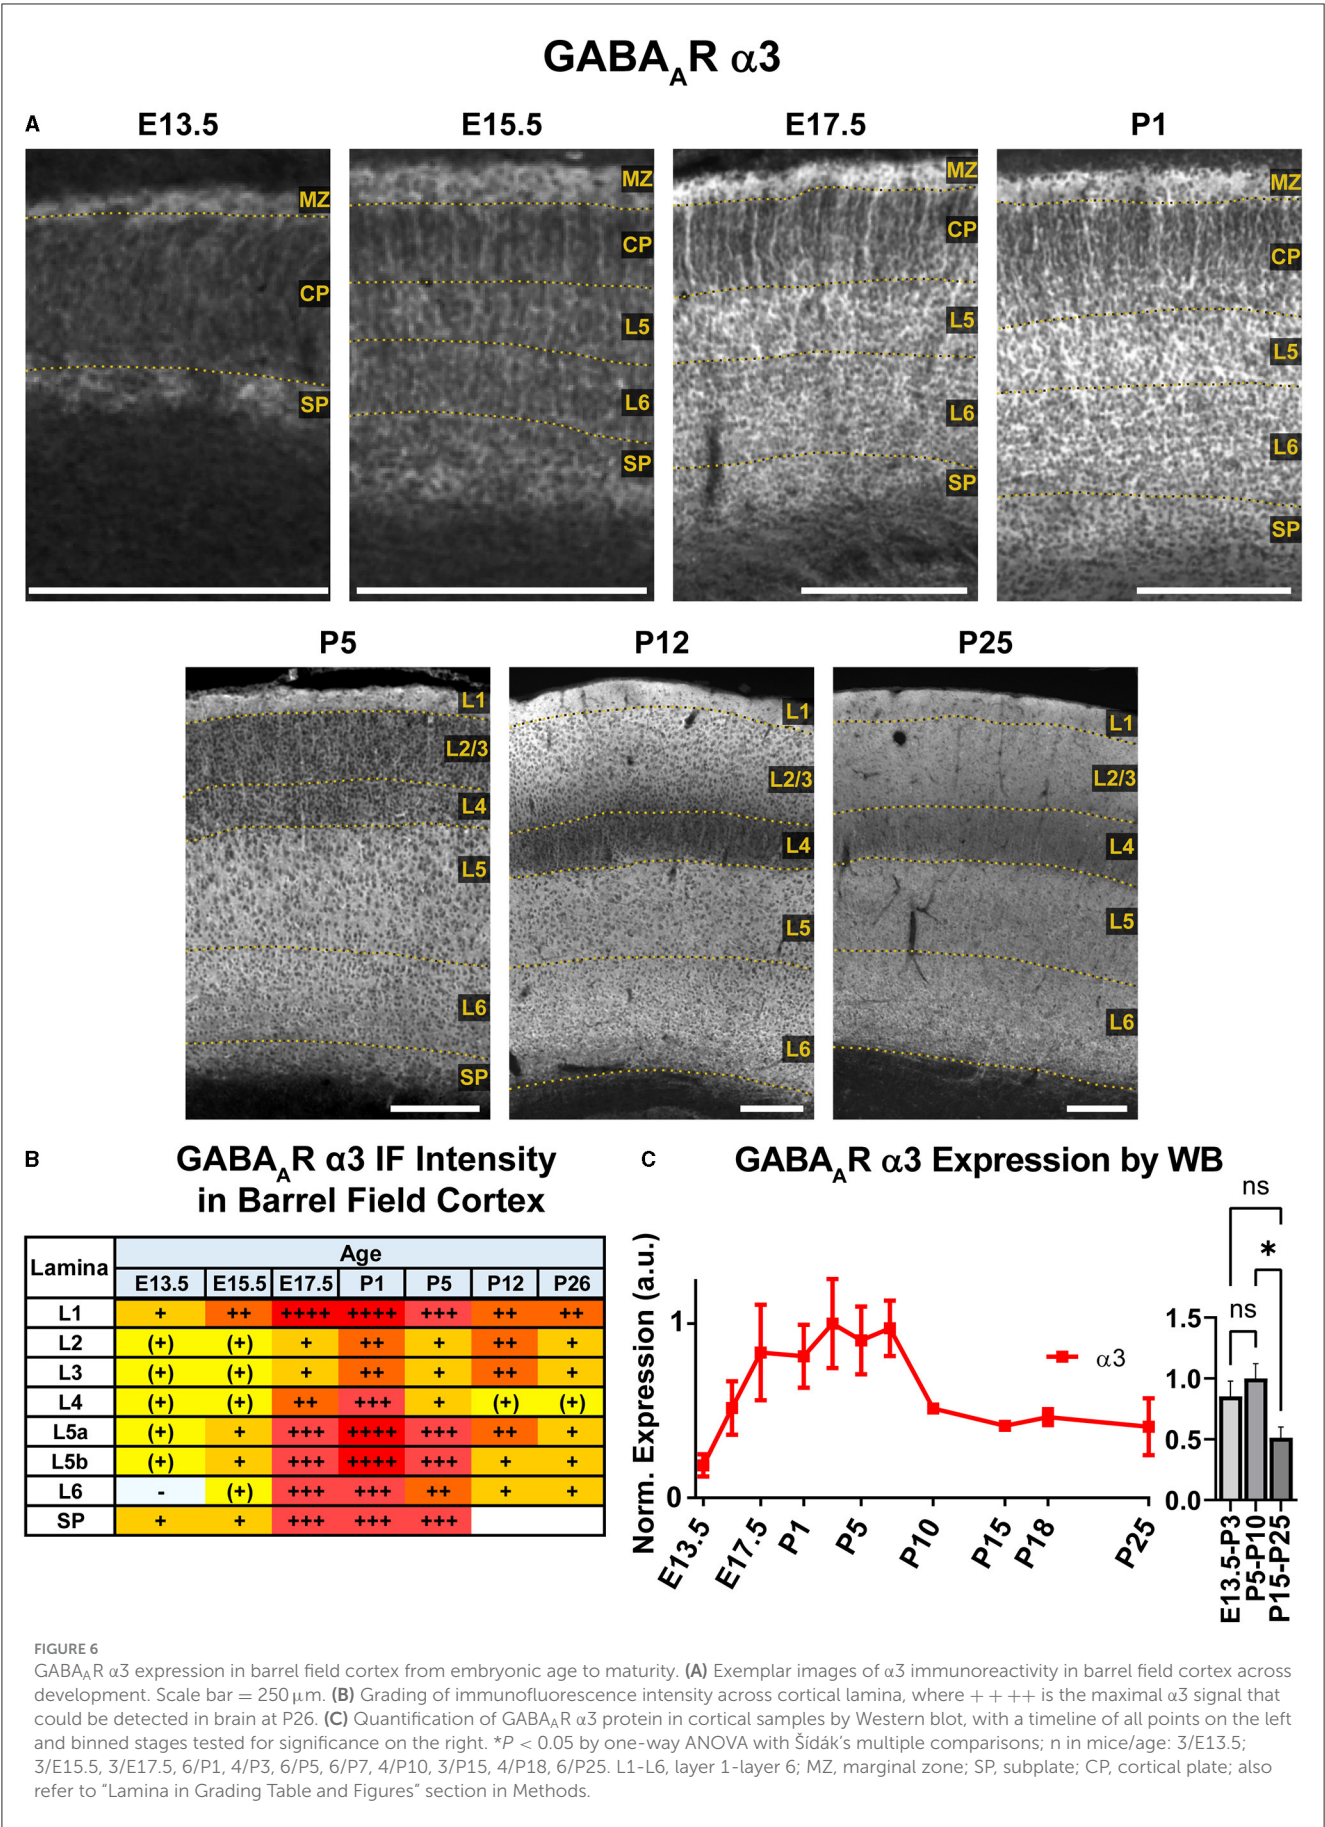 GABAAR α3
A
E13.5
E15.5
E17.5
P1
MZ
CP
SP
MZ
CP
L5
L6
SP
MZ
CP
L5
L6
SP
MZ
CP
L5
L6
SP
P5
P12
P25
L1
L2/3
L4
L5
L6
SP
L1
L2/3
L4
L5
L6
L1
L2/3
L4
L5
L6
B
GABAAR α3 IF Intensity
in Barrel Field Cortex
Lamina
Age
E13.5 E15.5 E17.5 P1 P5 P12 P26
L1 + ++ ++++ ++++ +++ ++ ++
L2 (+) (+) + ++ + ++ +
L3 (+) (+) + ++ + ++ +
L4 (+) (+) ++ +++ + (+) (+)
L5a (+) + +++ ++++ +++ ++ +
L5b (+) + +++ ++++ +++ + +
L6 - (+) +++ +++ ++ + +
SP + + +++ +++ +++
C
GABAAR α3 Expression by WB
Norm. Expression (a.u.)
1
0
E13.5
E17.5
P1
P5
P10
P15
P18
P25
α3
ns
*
ns
1.5
1.0
0.5
0.0
E13.5-P3
P5-P10
P15-P25
FIGURE 6
GABAAR α3 expression in barrel field cortex from embryonic age to maturity. (A) Exemplar images of α3 immunoreactivity in barrel field cortex across
development. Scale bar = 250 μm. (B) Grading of immunofluorescence intensity across cortical lamina, where + + ++ is the maximal α3 signal that
could be detected in brain at P26. (C) Quantification of GABAAR α3 protein in cortical samples by Western blot, with a timeline of all points on the left
and binned stages tested for significance on the right. *P < 0.05 by one-way ANOVA with Šídák's multiple comparisons; n in mice/age: 3/E13.5;
3/E15.5, 3/E17.5, 6/P1, 4/P3, 6/P5, 6/P7, 4/P10, 3/P15, 4/P18, 6/P25. L1-L6, layer 1-layer 6; MZ, marginal zone; SP, subplate; CP, cortical plate; also
refer to "Lamina in Grading Table and Figures" section in Methods.